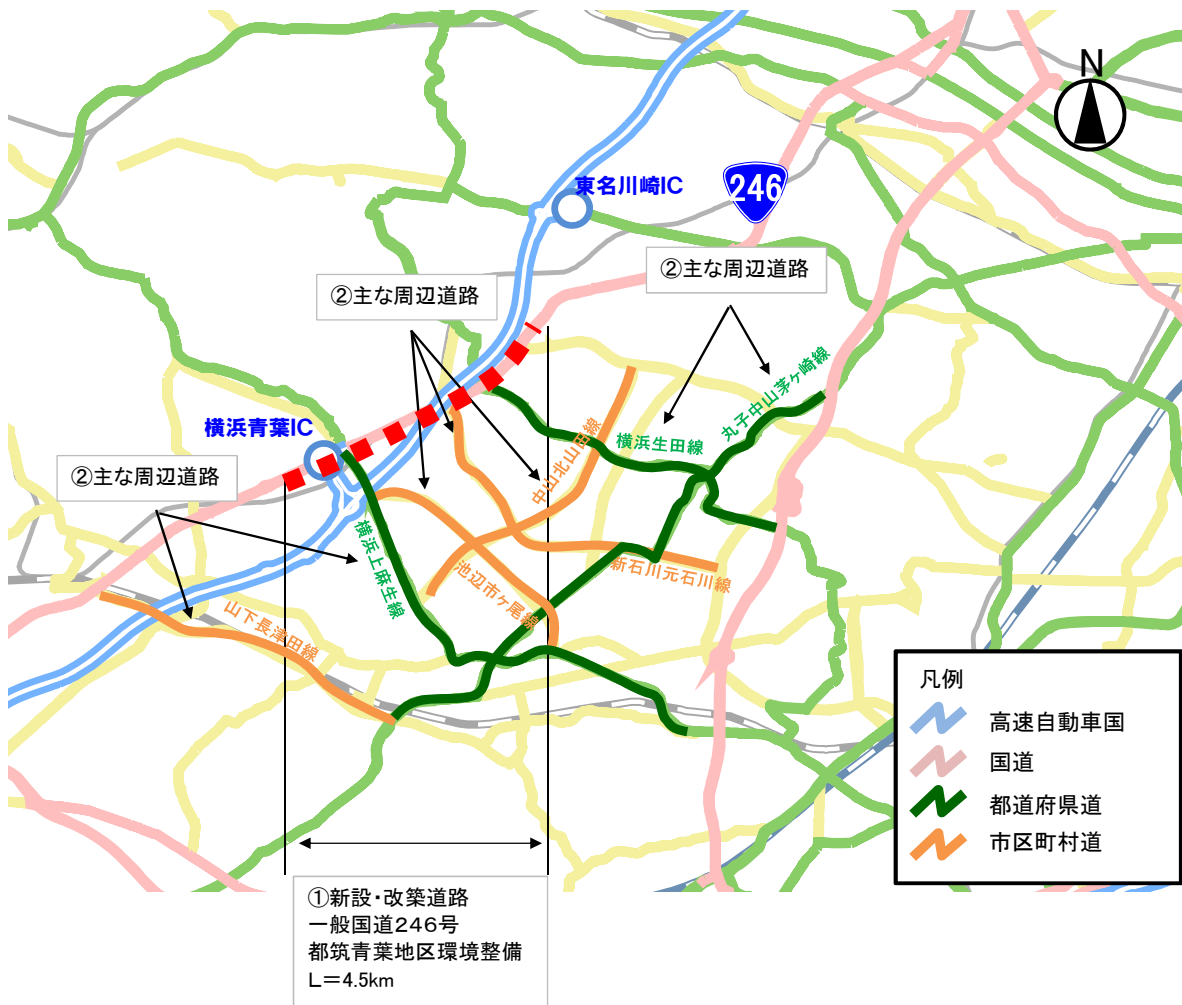 N
東名川崎IC
246
②主な周辺道路
②主な周辺道路
丸子中山茅ヶ崎線
横浜青葉IC
横浜生田線
中山北山田線
②主な周辺道路
横浜上麻生線
新石川元石川線
池辺市ヶ尾線
山下長津田線
凡例
高速自動車国
国道
都道府県道
市区町村道
①新設・改築道路
一般国道246号
都筑青葉地区環境整備
L=4.5km